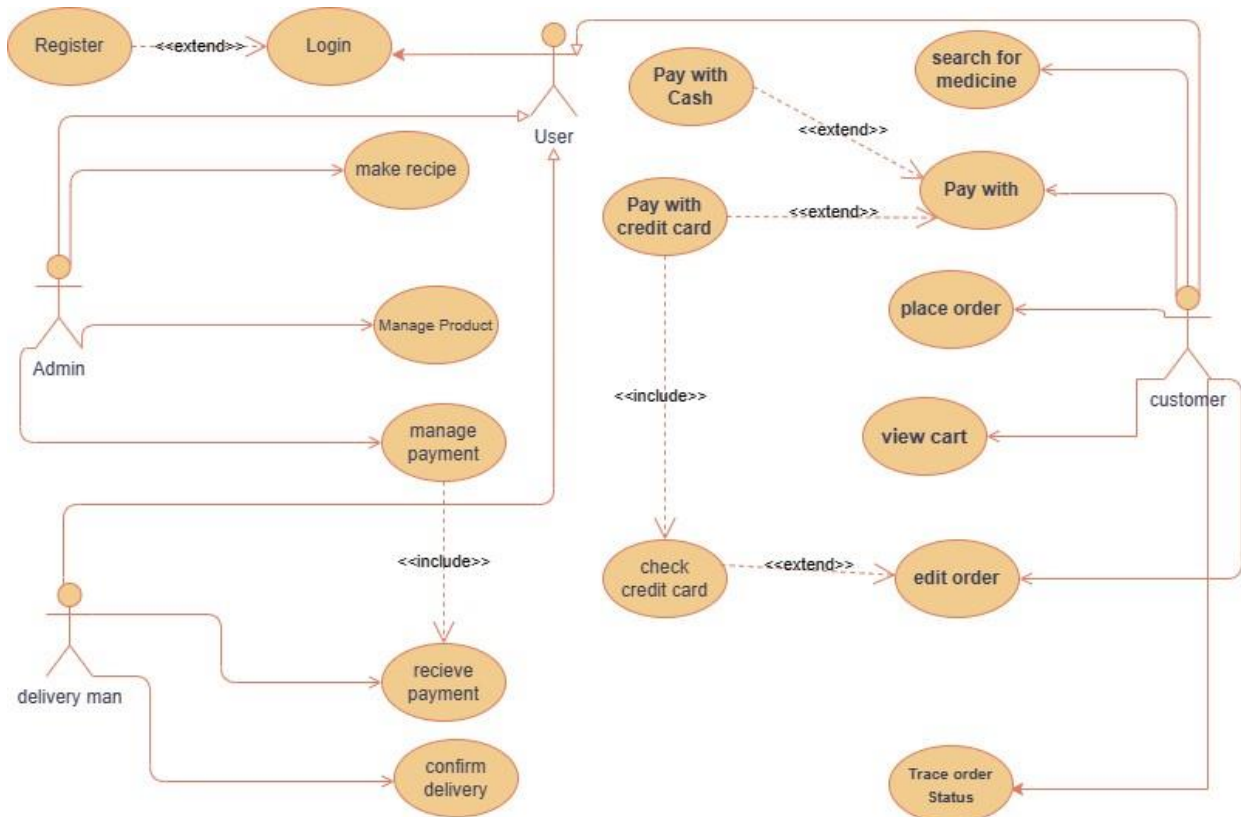 Register
<<extend>>
Login
User
Pay with
Cash
search for
medicine
<<extend>>
make recipe
Pay with
Pay with
credit card
<<extend>>
Manage Product
place order
Admin
<<include>>
customer
manage
payment
view cart
<<include>>
check
credit card
<<extend>>
edit order
delivery man
recieve
payment
confirm
delivery
Trace order
Status